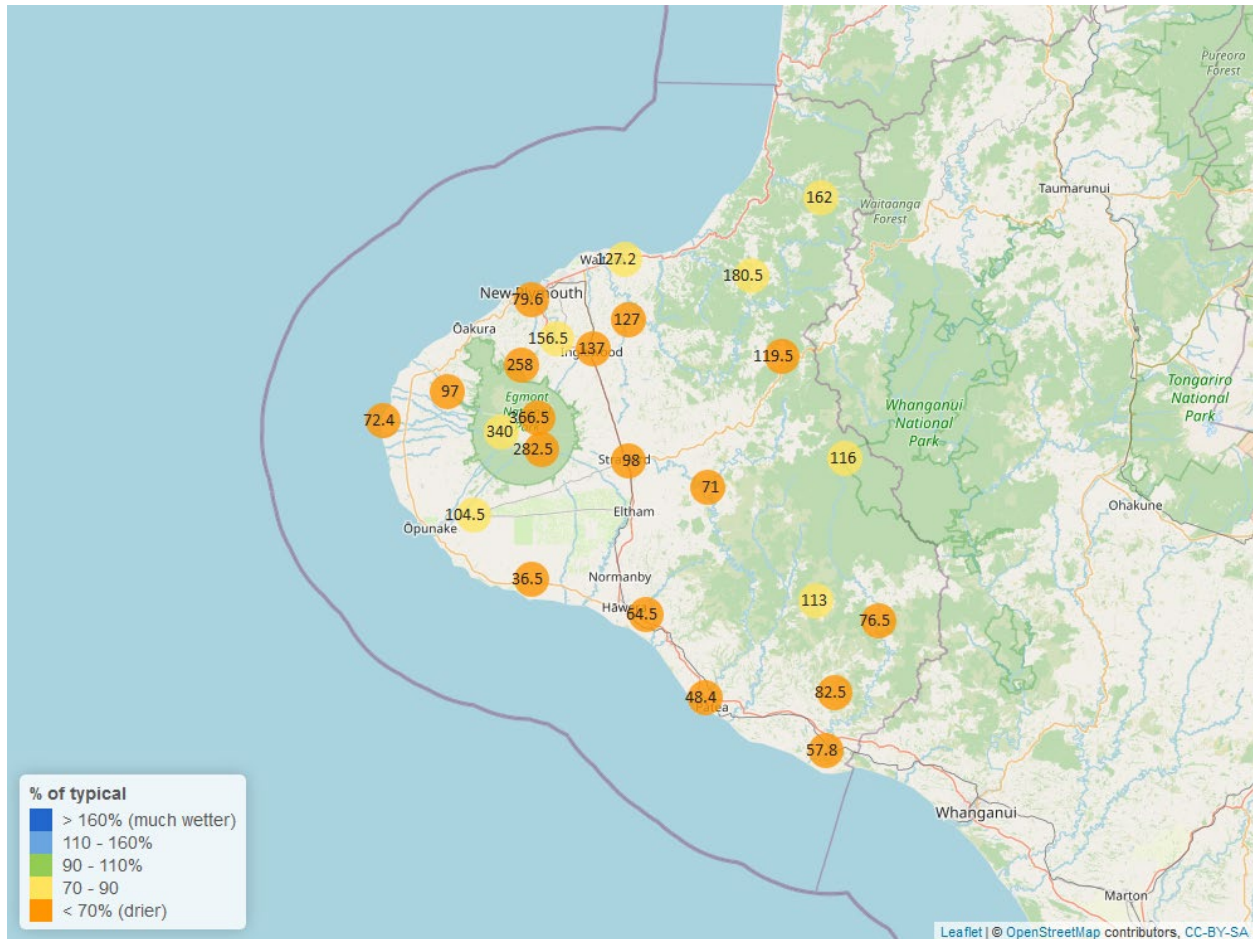 Pureora
Forest
Taumarunui
162
Waitaanga
Forest
127.2
180.5
New Plymouth
79.6
127
Ōakura
156.5
137
119.5
258
97
Egmont
366.5
Tongariro
National
Park
Whanganui
National
Park
72.4
340
282.5
98
116
71
Ohakune
104.5
Eltham
Ōpunake
36.5
Normanby
64.5
113
76.5
48.4
82.5
57.8
Whanganui
Marton
% of typical
> 160% (much wetter)
110 - 160%
90 - 110%
70 - 90
< 70% (drier)
Leaflet | © OpenStreetMap contributors, CC-BY-SA